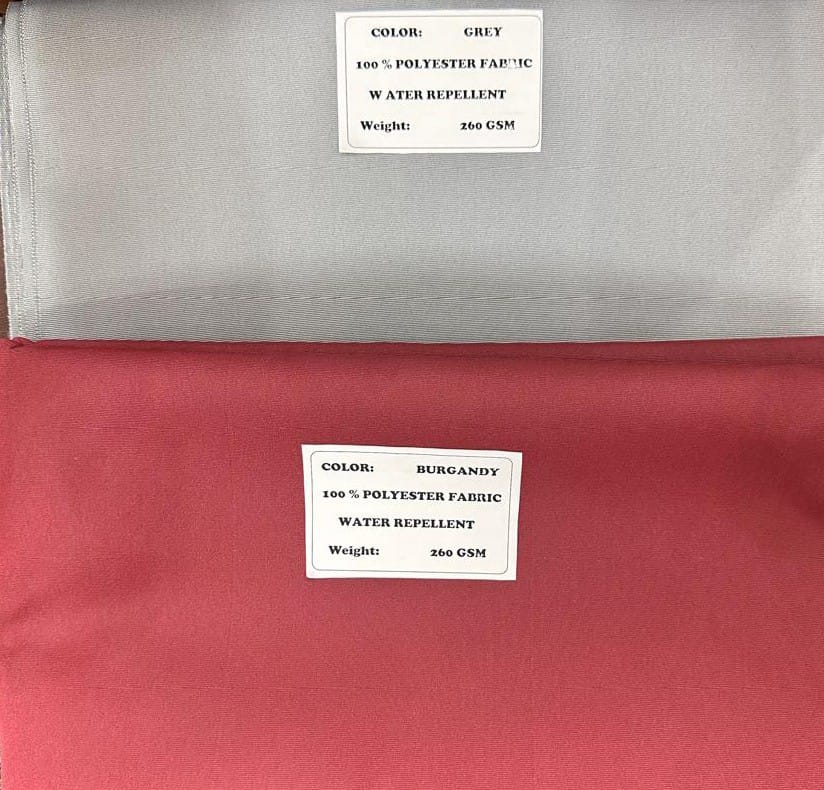 COLOR: GREY
100 % POLYESTER FABRIC
W ATER REPELLENT
Weight: 260 GSM
COLOR: BURGANDY
100 % POLYESTER FABRIC
WATER REPELLENT
Weight: 260 GSM